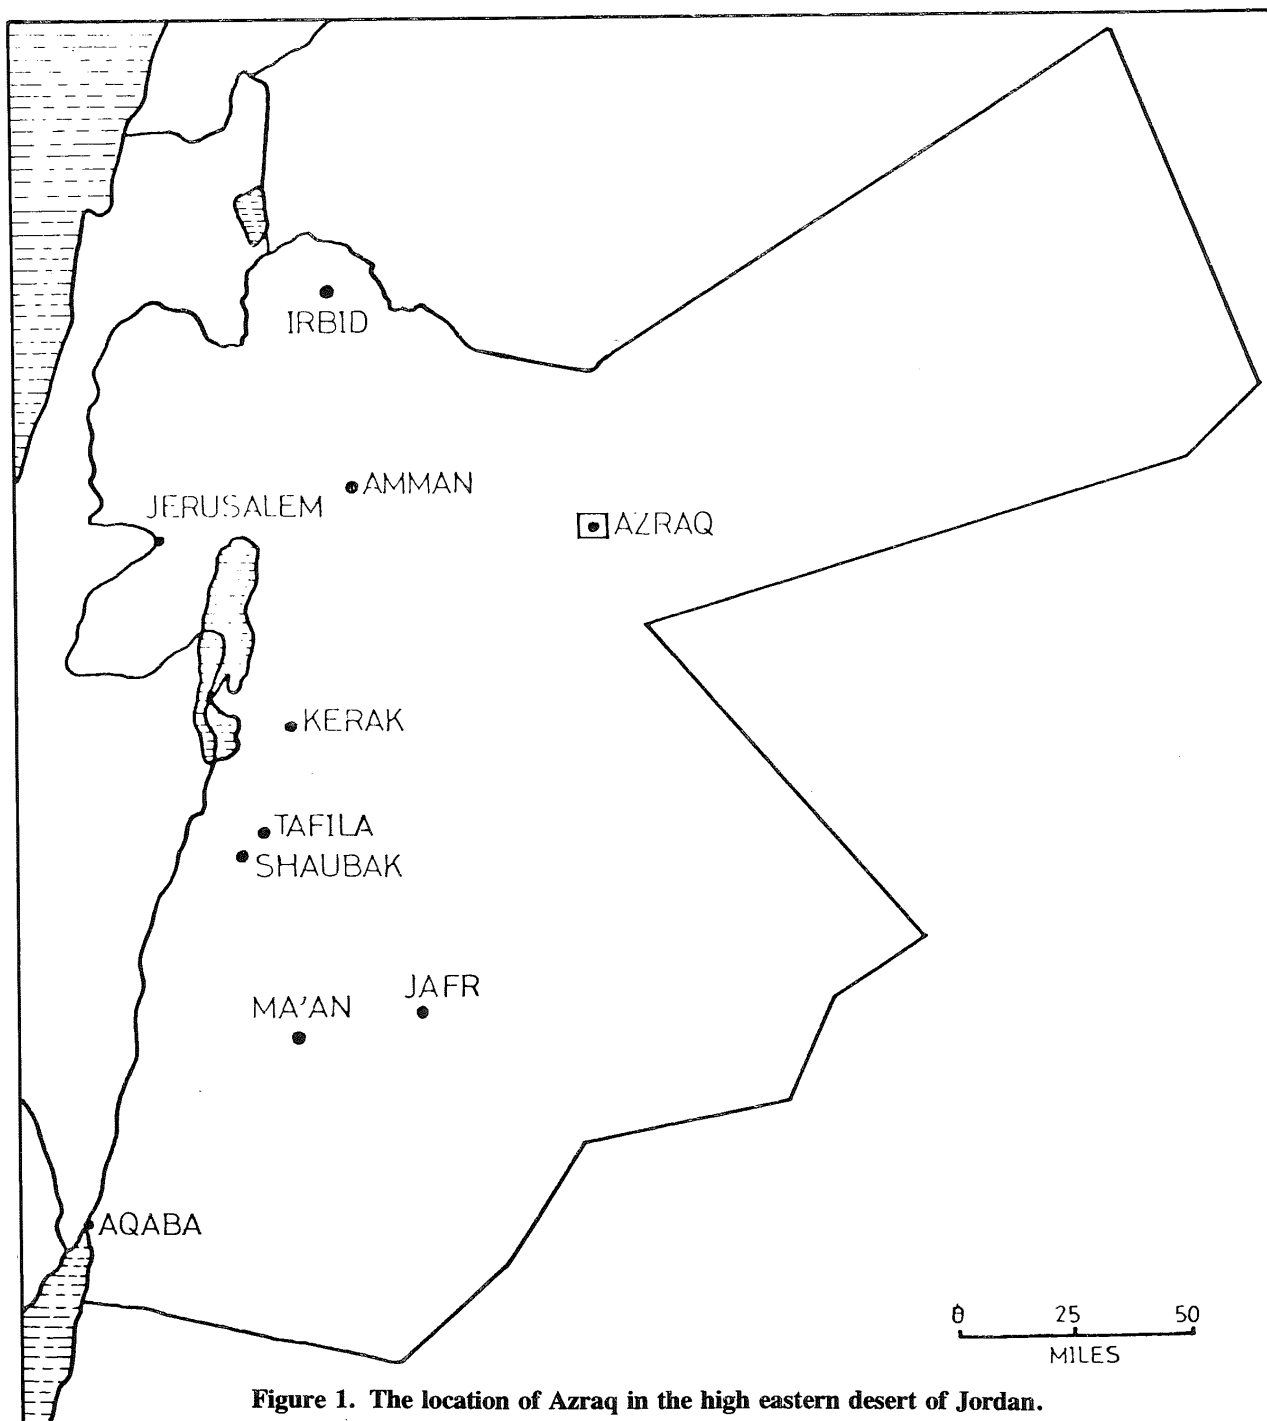 IRBID
AMMAN
JERUSALEM
AZRAQ
KERAK
TAFILA
SHAUBAK
JAFR
MA'AN
AQABA
0 25 50
MILES
Figure 1. The location of Azraq in the high eastern desert of Jordan.